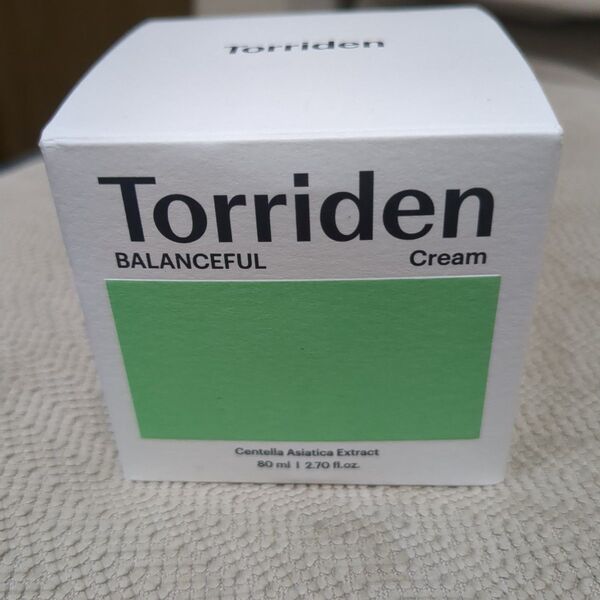 Torriden
Torriden
BALANCEFUL Cream
Centella Asiatica Extract
80 ml | 2.70 fl.oz.